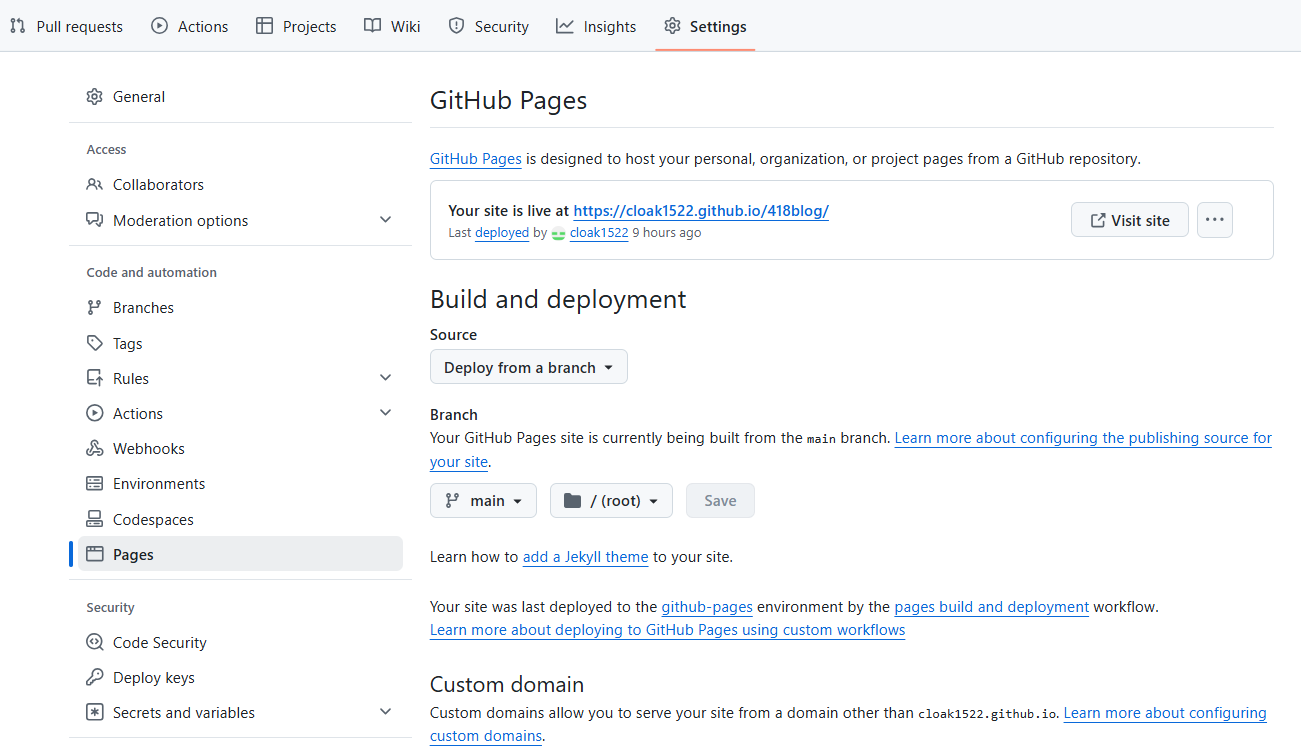 Pull requests Actions Projects Wiki Security Insights Settings
General
Access
Collaborators
Moderation options
Code and automation
Branches
Tags
Rules
Actions
Webhooks
Environments
Codespaces
Pages
Security
Code Security
Deploy keys
Secrets and variables
GitHub Pages
GitHub Pages is designed to host your personal, organization, or project pages from a GitHub repository.
Your site is live at https://cloak1522.github.io/418blog/
Last deployed by cloak1522 9 hours ago
Visit site
Build and deployment
Source
Deploy from a branch
Branch
Your GitHub Pages site is currently being built from the main branch. Learn more about configuring the publishing source for
your site.
main / (root) Save
Learn how to add a Jekyll theme to your site.
Your site was last deployed to the github-pages environment by the pages build and deployment workflow.
Learn more about deploying to GitHub Pages using custom workflows
Custom domain
Custom domains allow you to serve your site from a domain other than cloak1522.github.io. Learn more about configuring
custom domains.